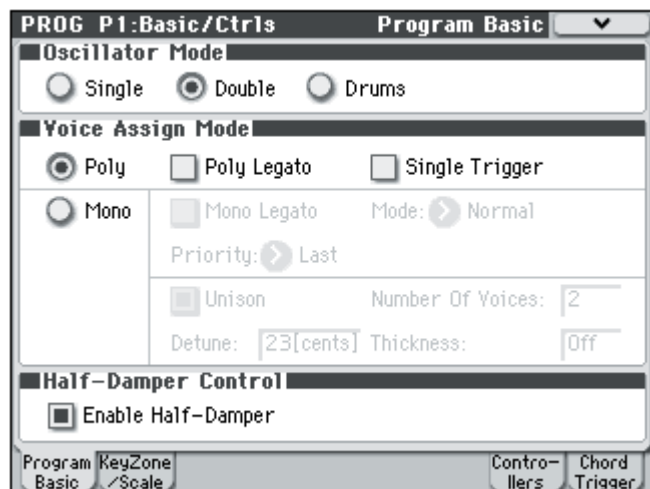 PROG P1:Basic/Ctrls Program Basic
Oscillator Mode
Single Double Drums
Voice Assign Mode
Poly Poly Legato Single Trigger
Mono Mono Legato Mode: Normal
Priority: Last
Unison Number Of Voices: 2
Detune: 23[cents] Thickness: Off
Half-Damper Control
Enable Half-Damper
Program Basic
KeyZone /Scale
Contro- llers
Chord Trigger